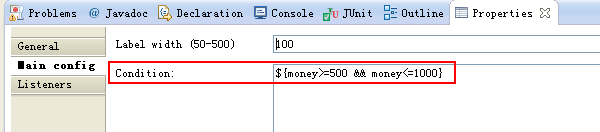 Problems @ Javadoc Declaration Console JUnit Outline Properties
General
Label width (50-500) 100
Main config
Condition: ${money>=500 && money<=1000}
Listeners